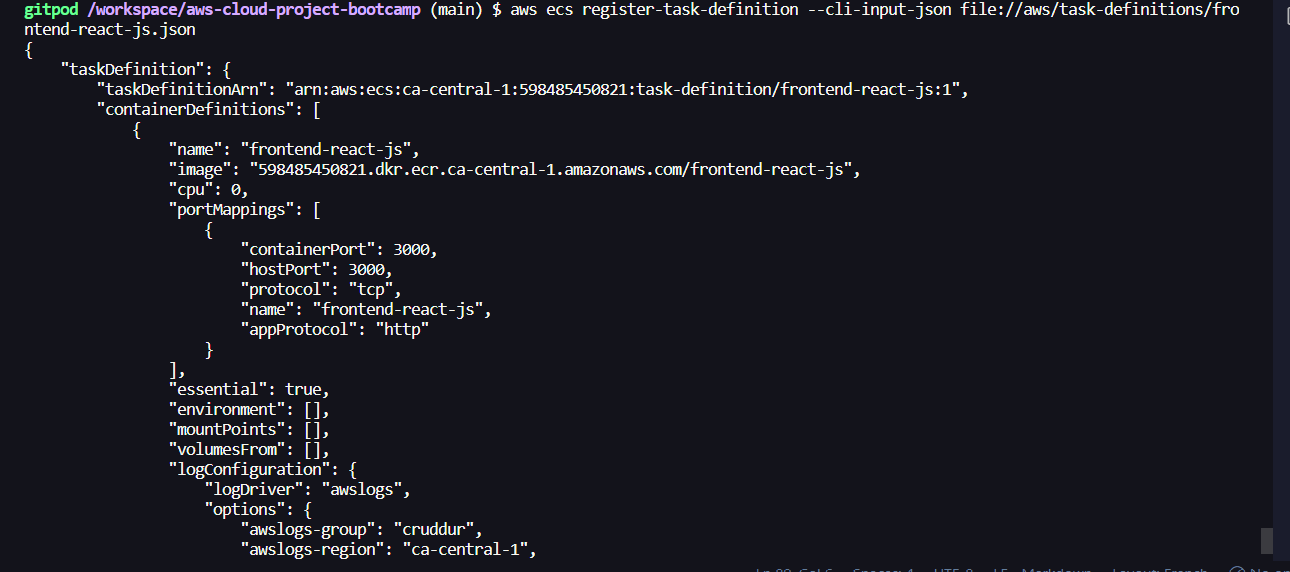 gitpod /workspace/aws-cloud-project-bootcamp (main) $ aws ecs register-task-definition --cli-input-json file://aws/task-definitions/fro
ntend-react-js.json
{
    "taskDefinition": {
        "taskDefinitionArn": "arn:aws:ecs:ca-central-1:598485450821:task-definition/frontend-react-js:1",
        "containerDefinitions": [
            {
                "name": "frontend-react-js",
                "image": "598485450821.dkr.ecr.ca-central-1.amazonaws.com/frontend-react-js",
                "cpu": 0,
                "portMappings": [
                    {
                        "containerPort": 3000,
                        "hostPort": 3000,
                        "protocol": "tcp",
                        "name": "frontend-react-js",
                        "appProtocol": "http"
                    }
                ],
                "essential": true,
                "environment": [],
                "mountPoints": [],
                "volumesFrom": [],
                "logConfiguration": {
                    "logDriver": "awslogs",
                    "options": {
                        "awslogs-group": "cruddur",
                        "awslogs-region": "ca-central-1",